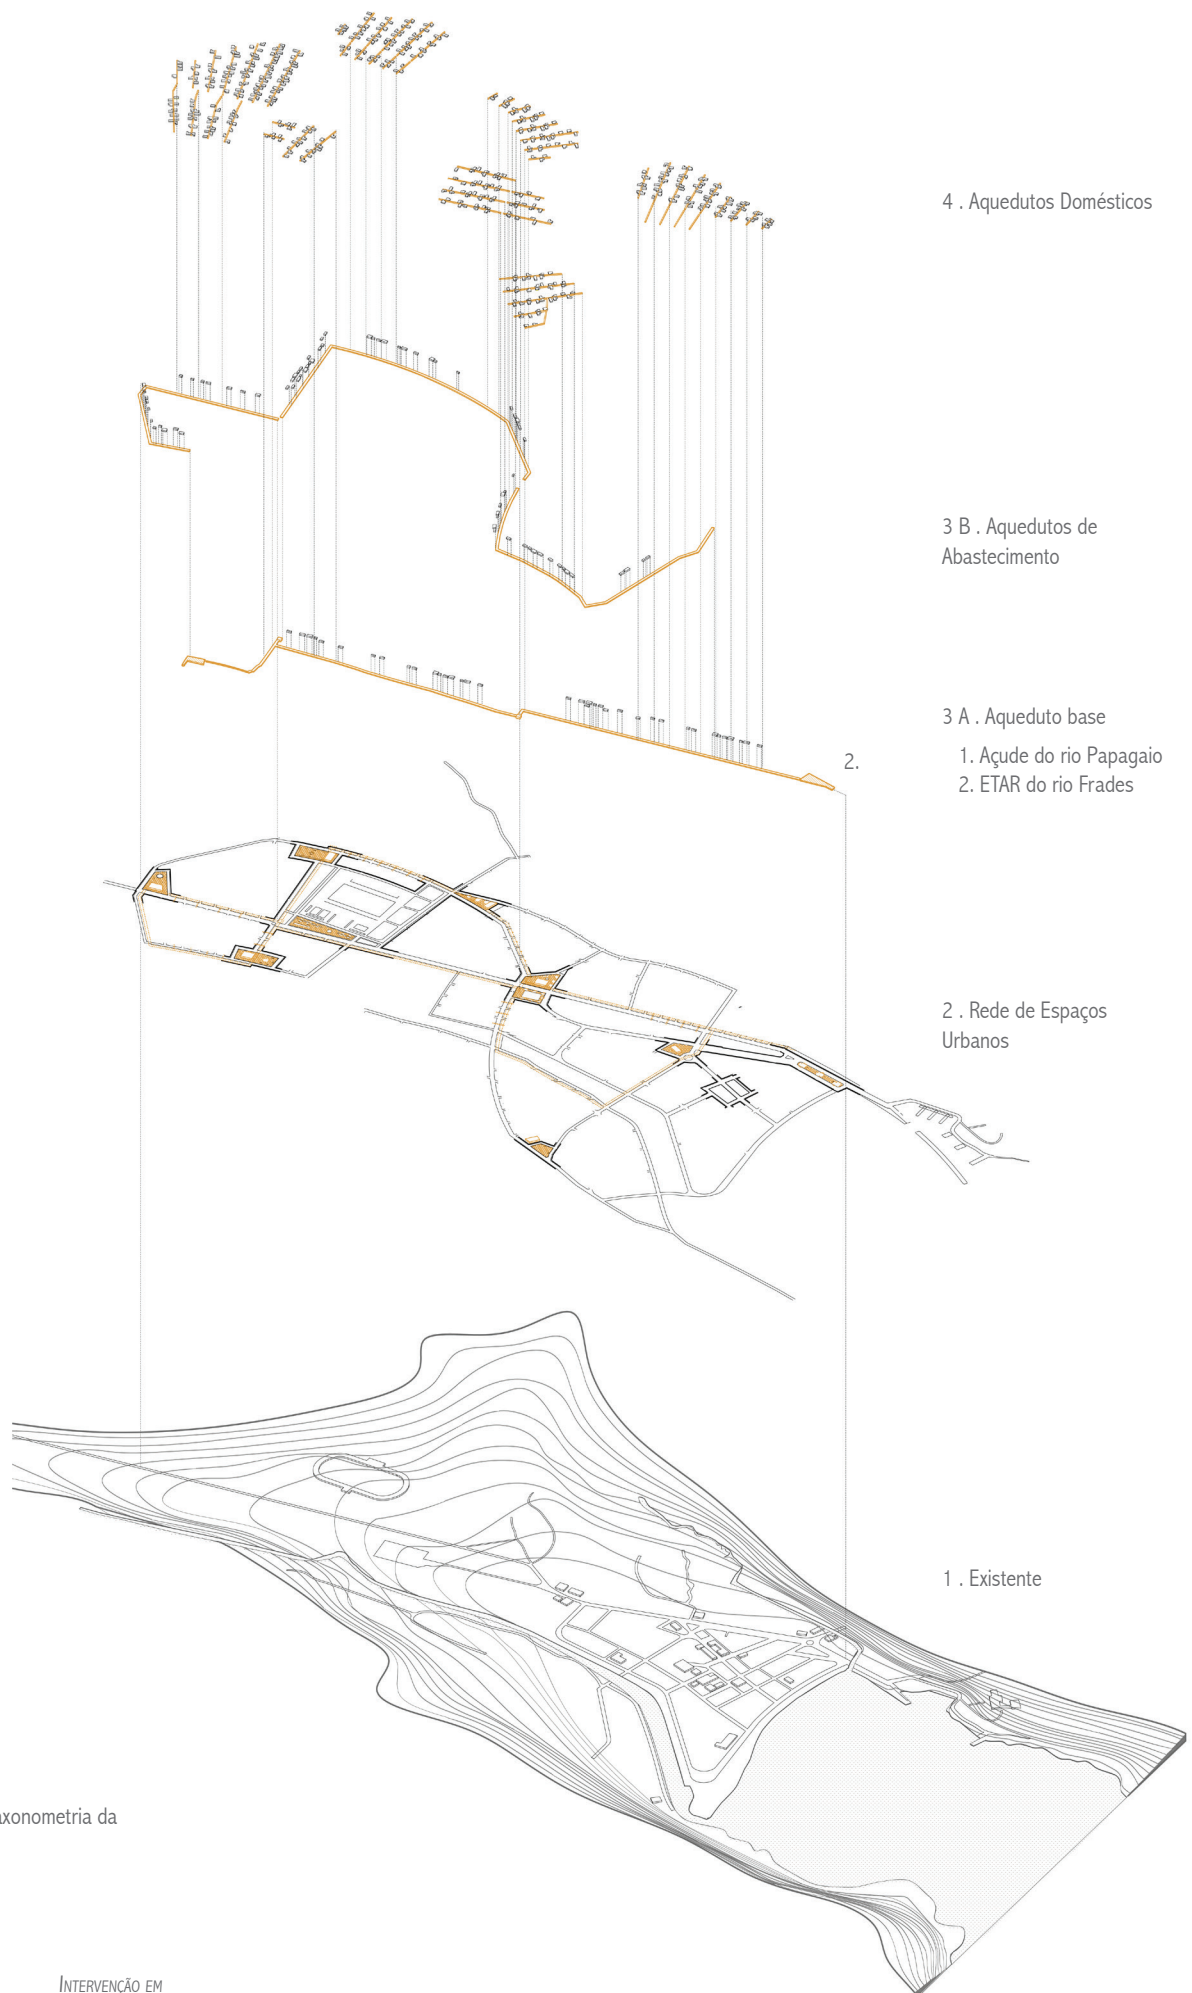 4 . Aquedutos Domésticos
3 B . Aquedutos de
Abastecimento
3 A . Aqueduto base
1. Açude do rio Papagaio
2. ETAR do rio Frades
2.
2 . Rede de Espaços
Urbanos
1 . Existente
axonometria da
INTERVENÇÃO EM